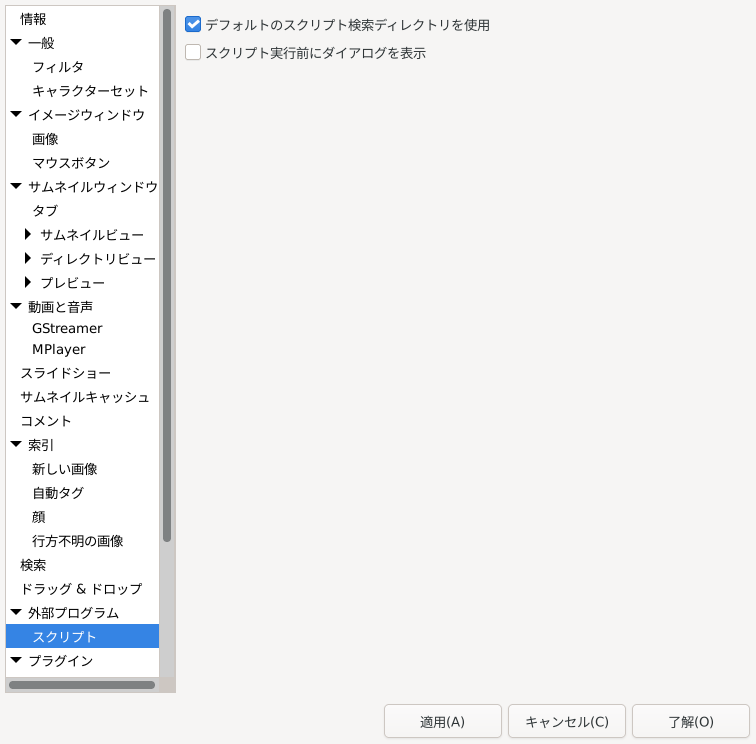 情報
一般
フィルタ
キャラクターセット
イメージウィンドウ
画像
マウスボタン
サムネイルウィンドウ
タブ
サムネイルビュー
ディレクトリビュー
プレビュー
動画と音声
GStreamer
MPlayer
スライドショー
サムネイルキャッシュ
コメント
索引
新しい画像
自動タグ
顔
行方不明の画像
検索
ドラッグ & ドロップ
外部プログラム
スクリプト
プラグイン
デフォルトのスクリプト検索ディレクトリを使用
スクリプト実行前にダイアログを表示
適用(A)
キャンセル(C)
了解(O)